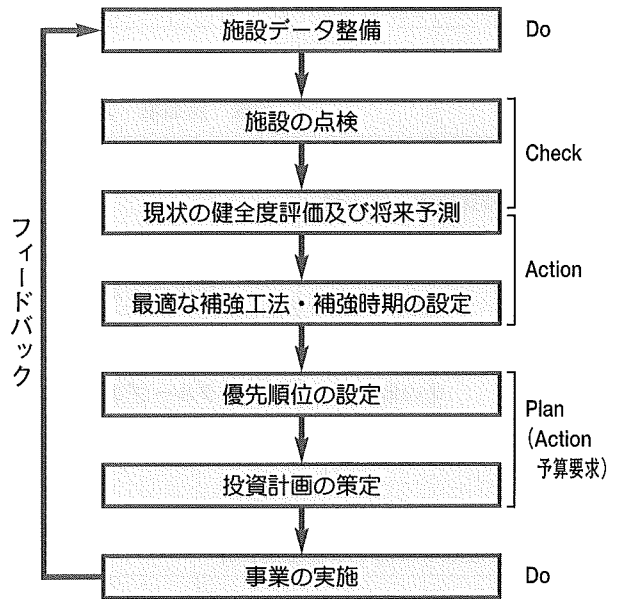 施設データ整備
Do
施設の点検
Check
現状の健全度評価及び将来予測
Action
最適な補強工法・補強時期の設定
フィードバック
優先順位の設定
Plan
(Action
予算要求)
投資計画の策定
事業の実施
Do